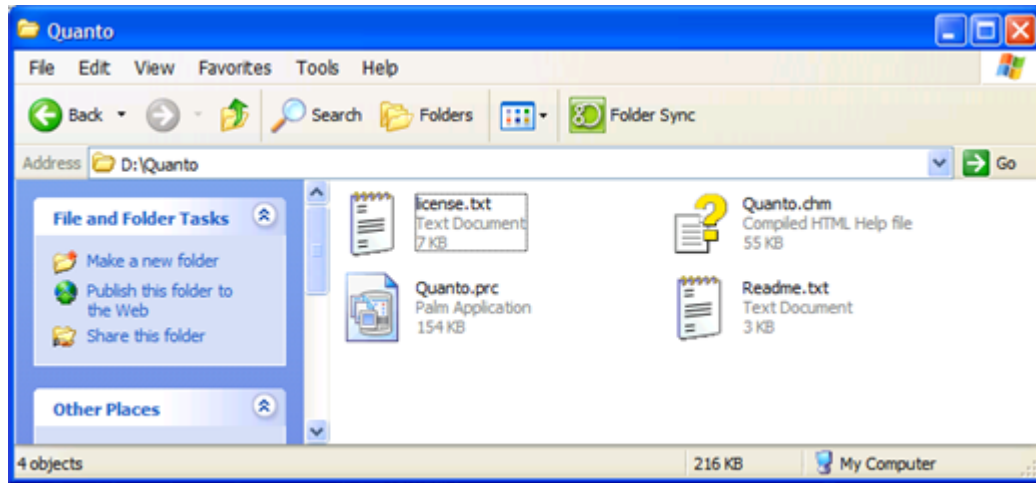 Quanto
File Edit View Favorites Tools Help
Back Search Folders Folder Sync
Address D:\Quanto Go
File and Folder Tasks
Make a new folder
Publish this folder to
the Web
Share this folder
Other Places
license.txt
Text Document
7 KB
Quanto.chm
Compiled HTML Help file
55 KB
Quanto.prc
Palm Application
154 KB
Readme.txt
Text Document
3 KB
4 objects 216 KB My Computer